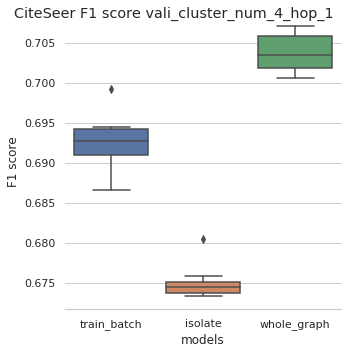 CiteSeer F1 score vali_cluster_num_4_hop_1
0.705
0.700
0.695
0.690
0.685
0.680
0.675
F1 score
train_batch
isolate
whole_graph
models